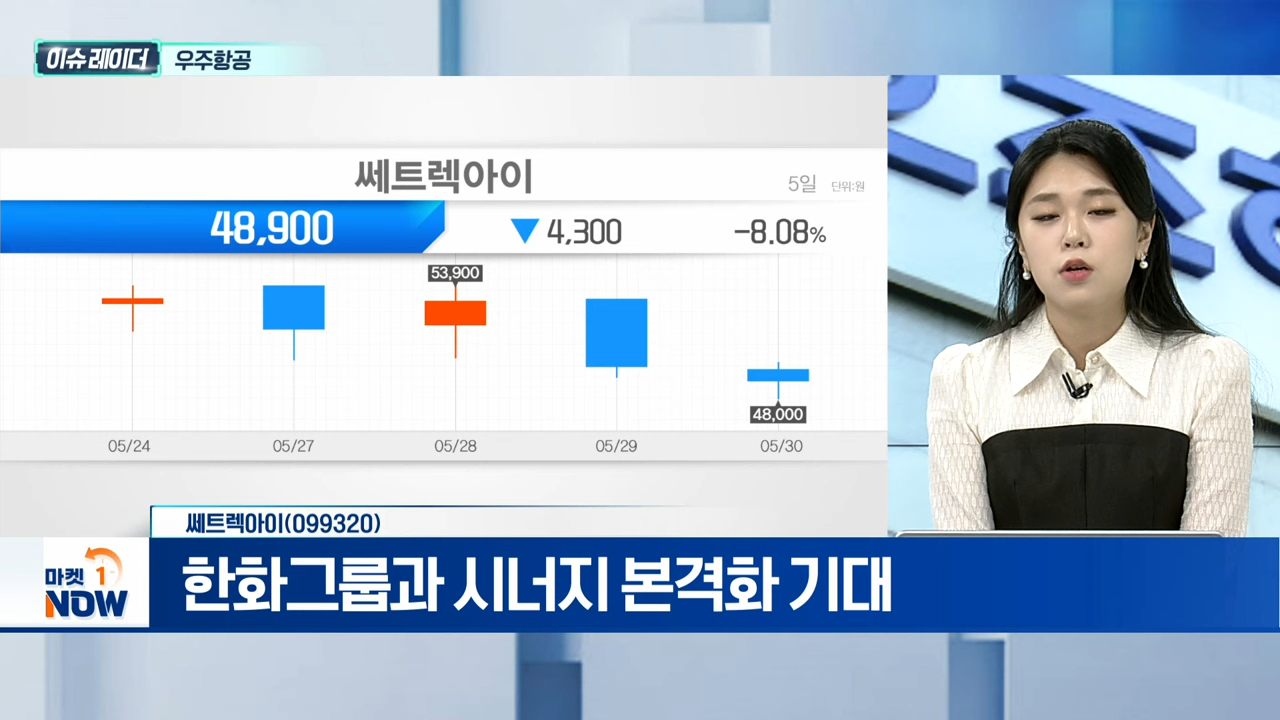 이슈 레이더 우주항공
쎄트렉아이
5일 단위:원
48,900 ▼ 4,300 -8.08%
53,900
48,000
05/24 05/27 05/28 05/29 05/30
쎄트렉아이(099320)
마켓 1
NOW
한화그룹과 시너지 본격화 기대